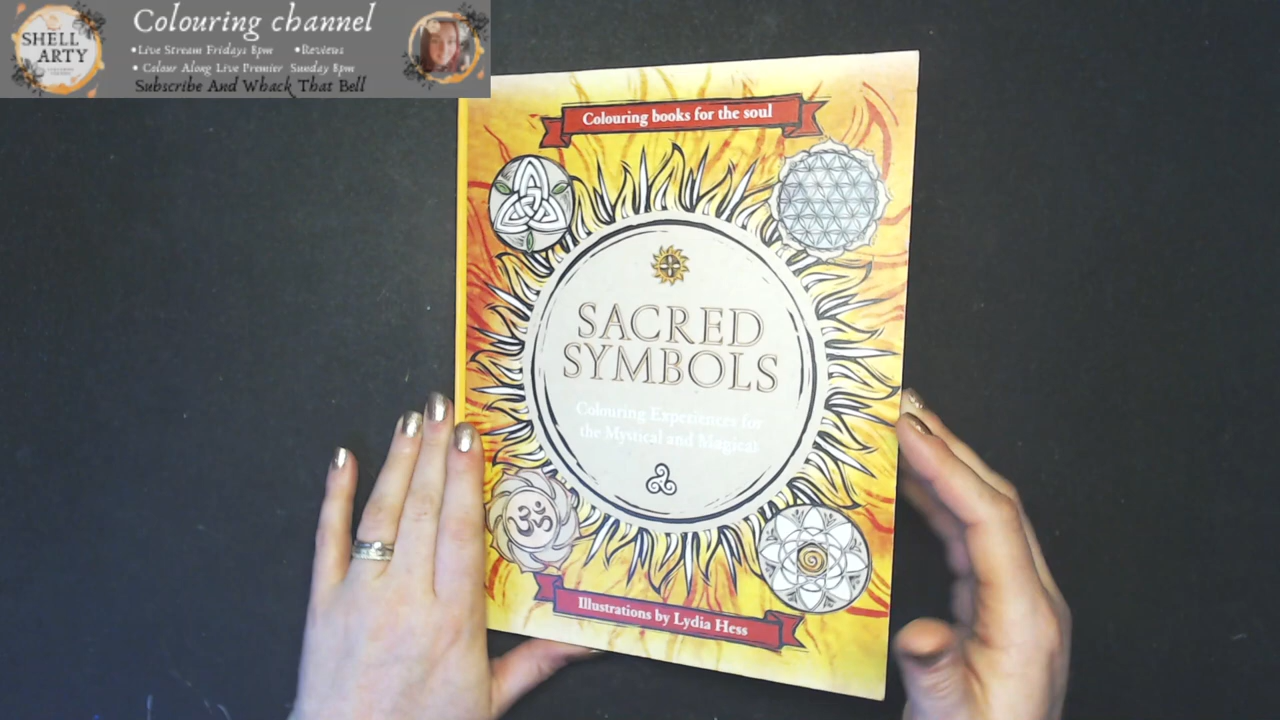 SHELL
ARTY
Colouring channel
•Live Stream Fridays 8pm •Reviews
• Colour Along Live Premier Sunday 8pm
Subscribe And Whack That Bell
Colouring books for the soul
SACRED
SYMBOLS
Colouring Experiences for
the Mystical and Magical
ॐ
Illustrations by Lydia Hess